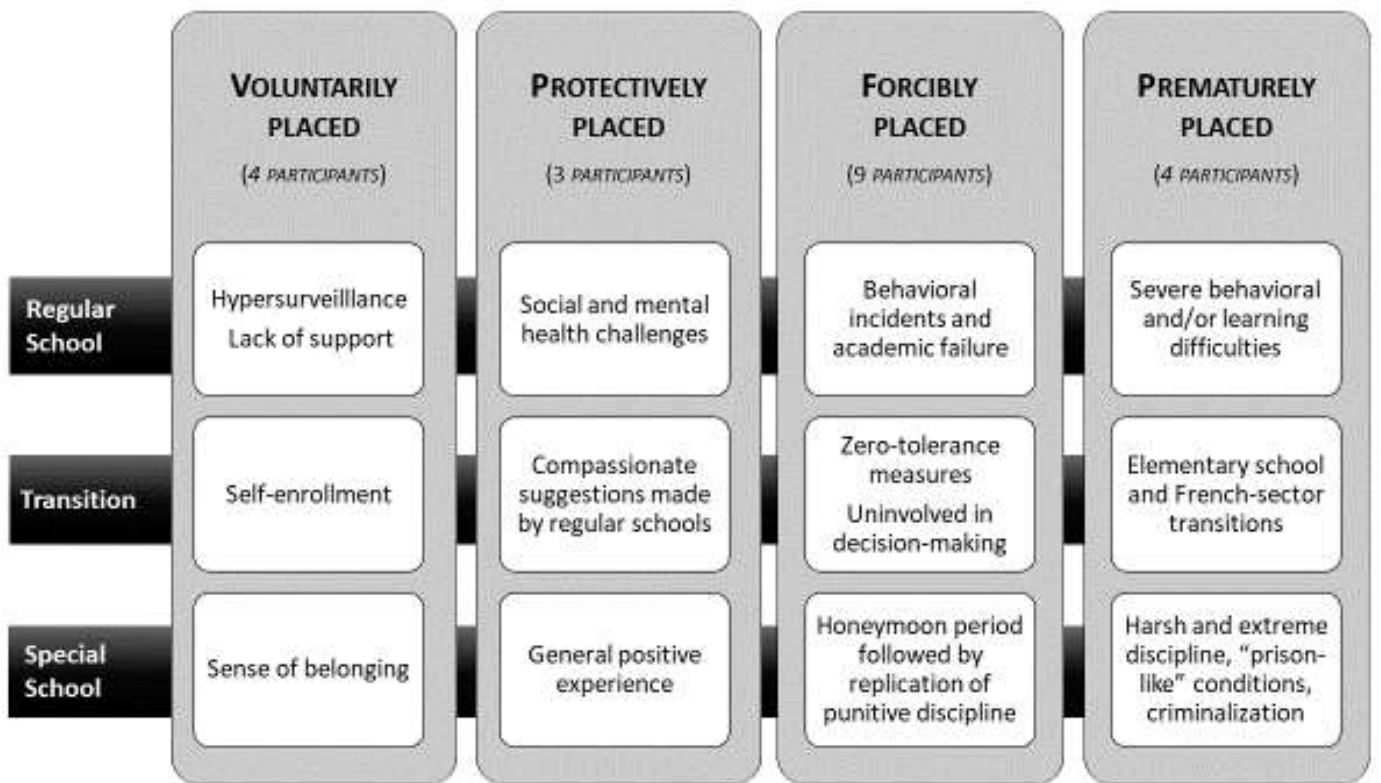 VOLUNTARILY
PLACED
(4 PARTICIPANTS)
PROTECTIVELY
PLACED
(3 PARTICIPANTS)
FORCIBLY
PLACED
(9 PARTICIPANTS)
PREMATURELY
PLACED
(4 PARTICIPANTS)
Regular
School
Hypersurveilllance
Lack of support
Social and mental
health challenges
Behavioral
incidents and
academic failure
Severe behavioral
and/or learning
difficulties
Transition
Self-enrollment
Compassionate
suggestions made
by regular schools
Zero-tolerance
measures
Uninvolved in
decision-making
Elementary school
and French-sector
transitions
Special
School
Sense of belonging
General positive
experience
Honeymoon period
followed by
replication of
punitive discipline
Harsh and extreme
discipline, “prison-
like” conditions,
criminalization